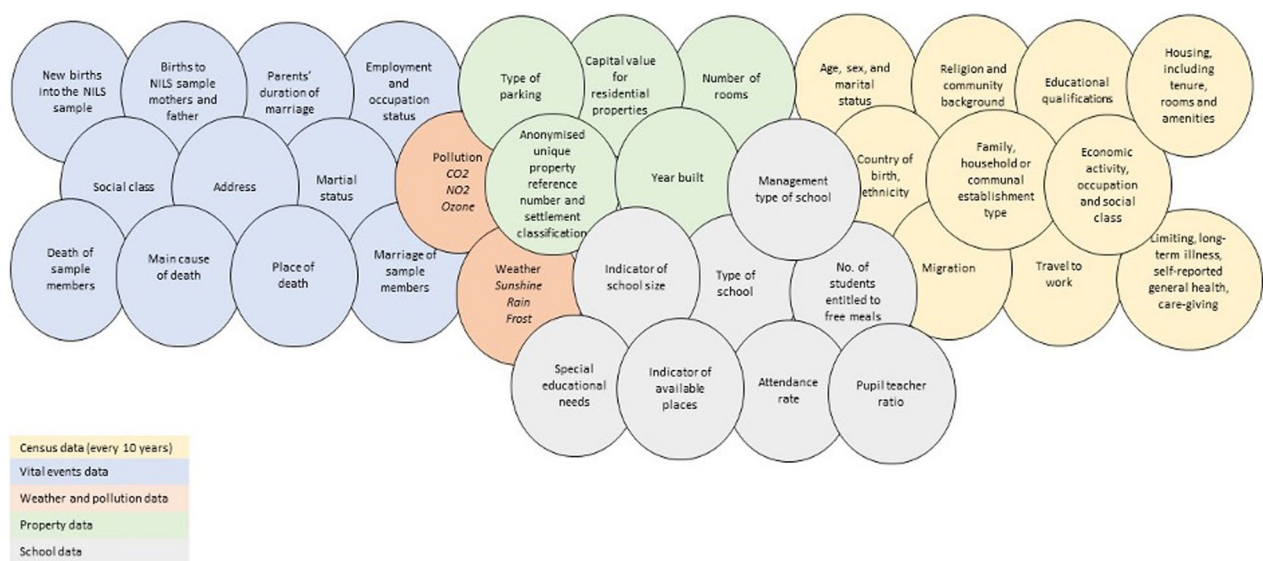 New births
into the NILS
sample
Births to
NILS sample
mothers and
father
Parents’
duration of
marriage
Employment
and
occupation
status
Type of
parking
Capital value
for
residential
properties
Number of
rooms
Age, sex, and
marital
status
Religion and
community
background
Educational
qualifications
Housing,
including
tenure,
rooms and
amenities
Social class
Address
Martial
status
Pollution
CO2
NO2
Ozone
Anonymised
unique
property
reference
number and
settlement
classification
Year built
Management
type of school
Country of
birth,
ethnicity
Family,
household or
communal
establishment
type
Economic
activity,
occupation
and social
class
Death of
sample
members
Main cause
of death
Place of
death
Marriage of
sample
members
Weather
Sunshine
Rain
Frost
Indicator of
school size
Type of
school
No. of
students
entitled to
free meals
Migration
Travel to
work
Limiting, long-
term illness,
self-reported
general health,
care-giving
Special
educational
needs
Indicator of
available
places
Attendance
rate
Pupil teacher
ratio
Census data (every 10 years)
Vital events data
Weather and pollution data
Property data
School data